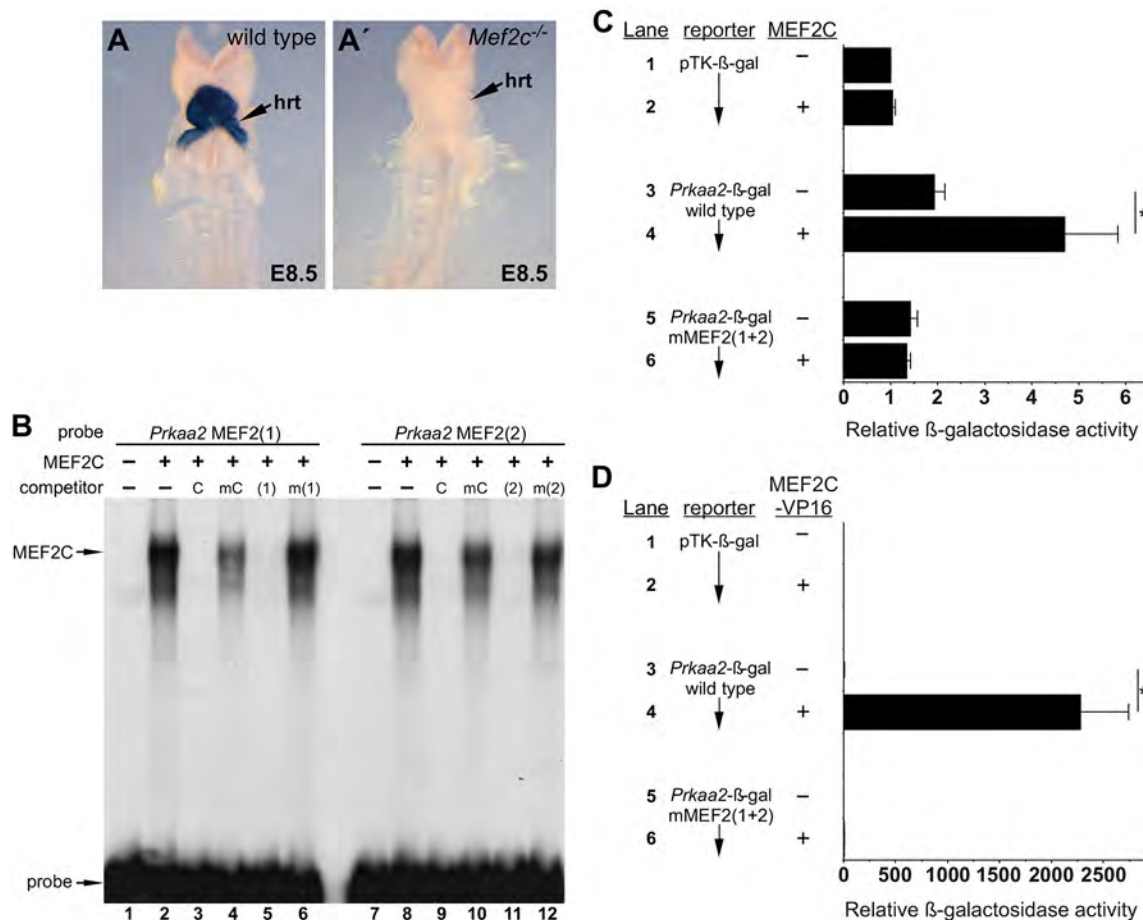 A wild type
hrt
E8.5
A´ Mef2c-/-
hrt
E8.5
B
probe Prkaa2 MEF2(1) Prkaa2 MEF2(2)
MEF2C – + + + + + – + + + + +
competitor – – C mC (1) m(1) – – C mC (2) m(2)
MEF2C
probe
1 2 3 4 5 6 7 8 9 10 11 12
C
Lane reporter MEF2C
1 pTK-ß-gal –
2 +
3 Prkaa2-ß-gal –
wild type
4 +
*
5 Prkaa2-ß-gal –
mMEF2(1+2)
6 +
0 1 2 3 4 5 6
Relative ß-galactosidase activity
D
MEF2C
Lane reporter -VP16
1 pTK-ß-gal –
2 +
3 Prkaa2-ß-gal –
wild type
4 +
*
5 Prkaa2-ß-gal –
mMEF2(1+2)
6 +
0 500 1000 1500 2000 2500
Relative ß-galactosidase activity